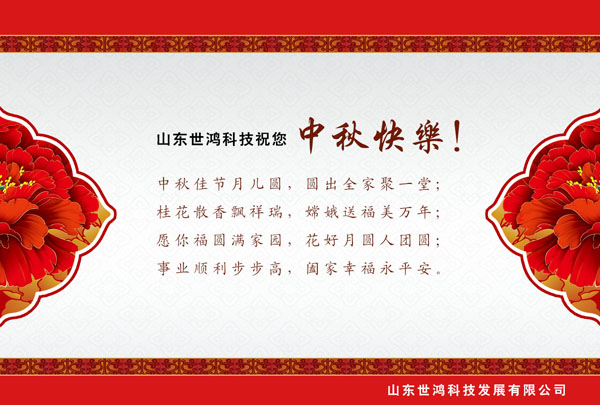 山东世鸿科技祝您 中秋快樂！
中秋佳节月儿圆，圆出全家聚一堂；
桂花散香飘祥瑞，嫦娥送福美万年；
愿你福圆满家园，花好月圆人团圆；
事业顺利步步高，阖家幸福永平安。
山东世鸿科技发展有限公司